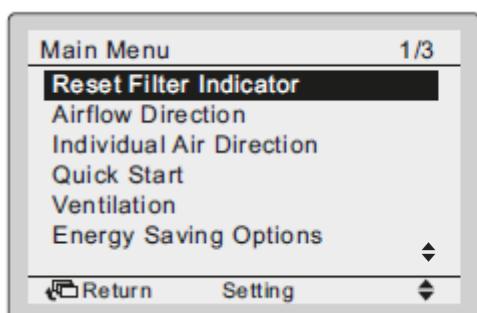 Main Menu 1/3
Reset Filter Indicator
Airflow Direction
Individual Air Direction
Quick Start
Ventilation
Energy Saving Options
Return Setting